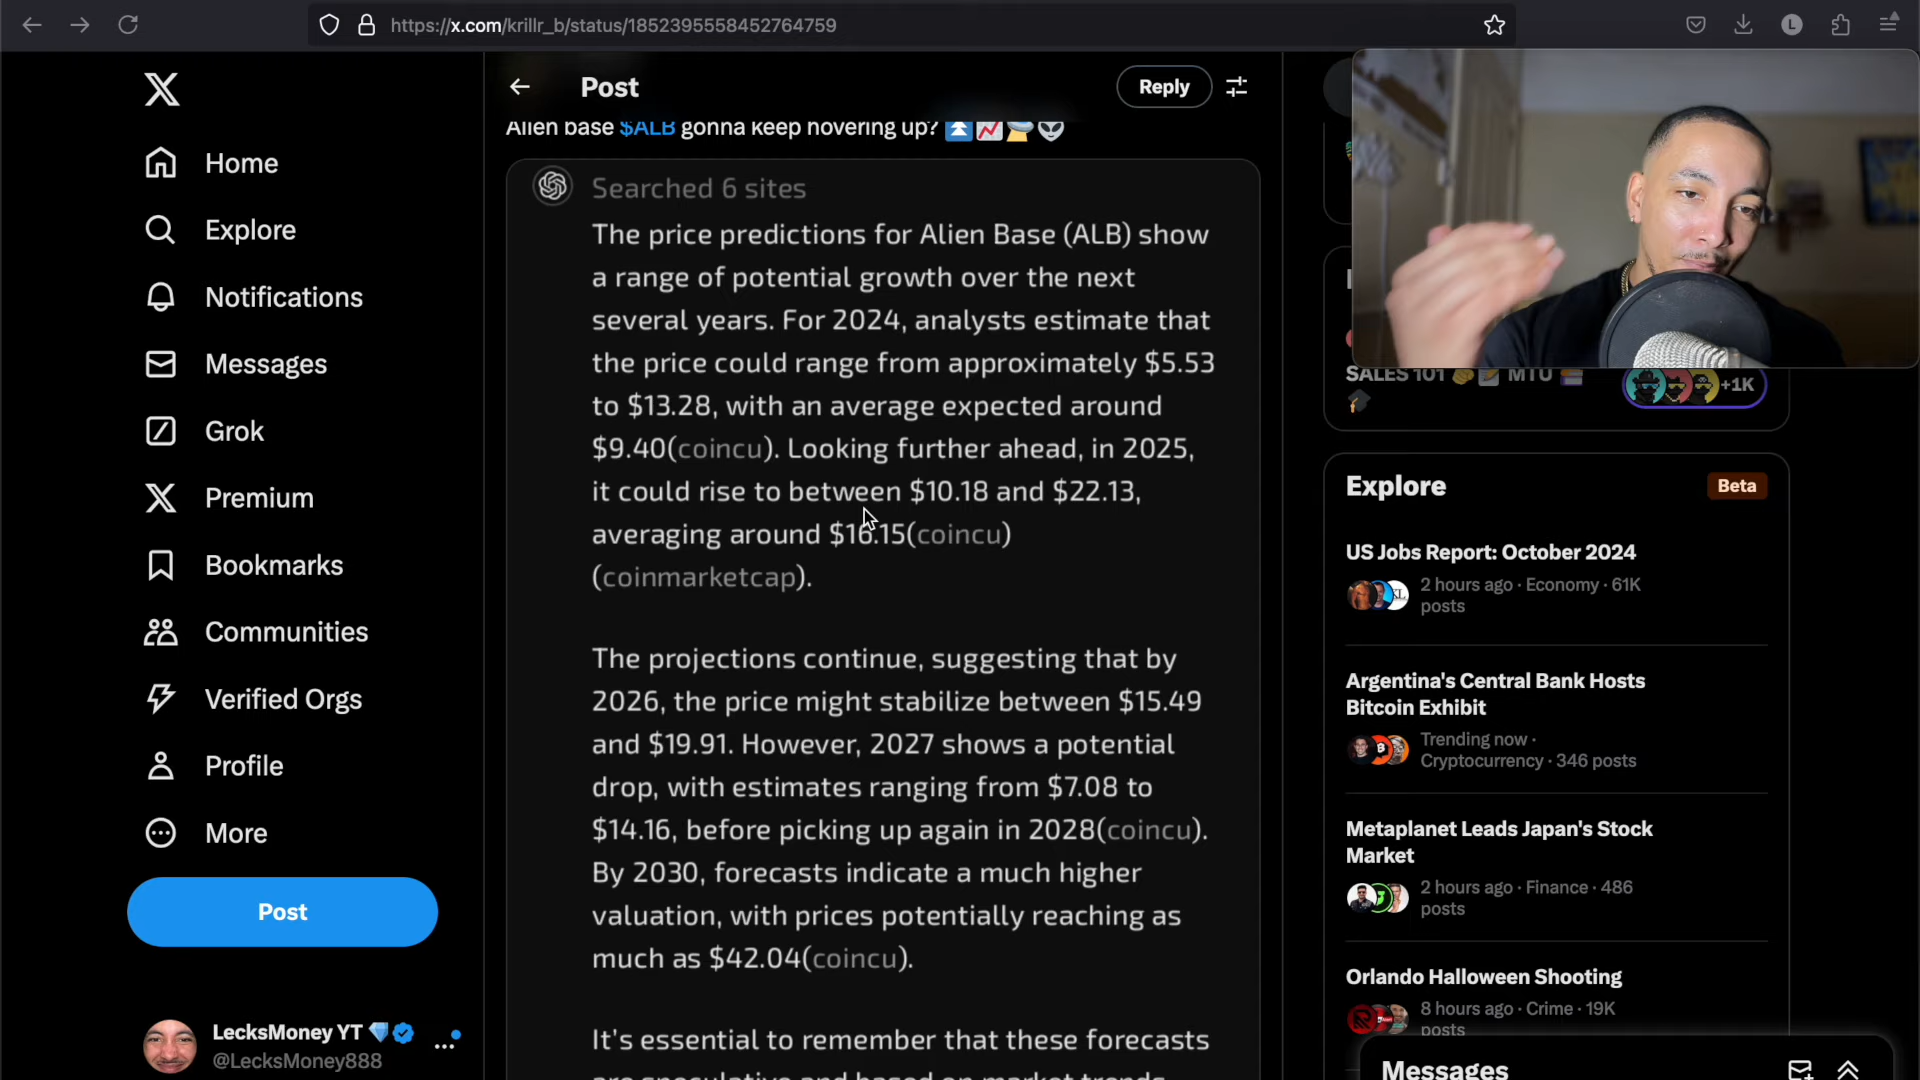 https://x.com/krillr_b/status/1852395558452764759
L
Home
Explore
Notifications
Messages
Grok
Premium
Bookmarks
Communities
Verified Orgs
Profile
More
Post
LecksMoney YT
@LecksMoney888
Post
Reply
Alien base $ALB gonna keep hovering up?
Searched 6 sites
The price predictions for Alien Base (ALB) show
a range of potential growth over the next
several years. For 2024, analysts estimate that
the price could range from approximately $5.53
to $13.28, with an average expected around
$9.40(coincu). Looking further ahead, in 2025,
it could rise to between $10.18 and $22.13,
averaging around $16.15(coincu)
(coinmarketcap).
The projections continue, suggesting that by
2026, the price might stabilize between $15.49
and $19.91. However, 2027 shows a potential
drop, with estimates ranging from $7.08 to
$14.16, before picking up again in 2028(coincu).
By 2030, forecasts indicate a much higher
valuation, with prices potentially reaching as
much as $42.04(coincu).
It's essential to remember that these forecasts
are speculative and based on market trends
SALES 101 MTU
+1K
Explore
Beta
US Jobs Report: October 2024
2 hours ago · Economy · 61K
posts
Argentina's Central Bank Hosts
Bitcoin Exhibit
Trending now ·
Cryptocurrency · 346 posts
Metaplanet Leads Japan's Stock
Market
2 hours ago · Finance · 486
posts
Orlando Halloween Shooting
8 hours ago · Crime · 19K
posts
Messages